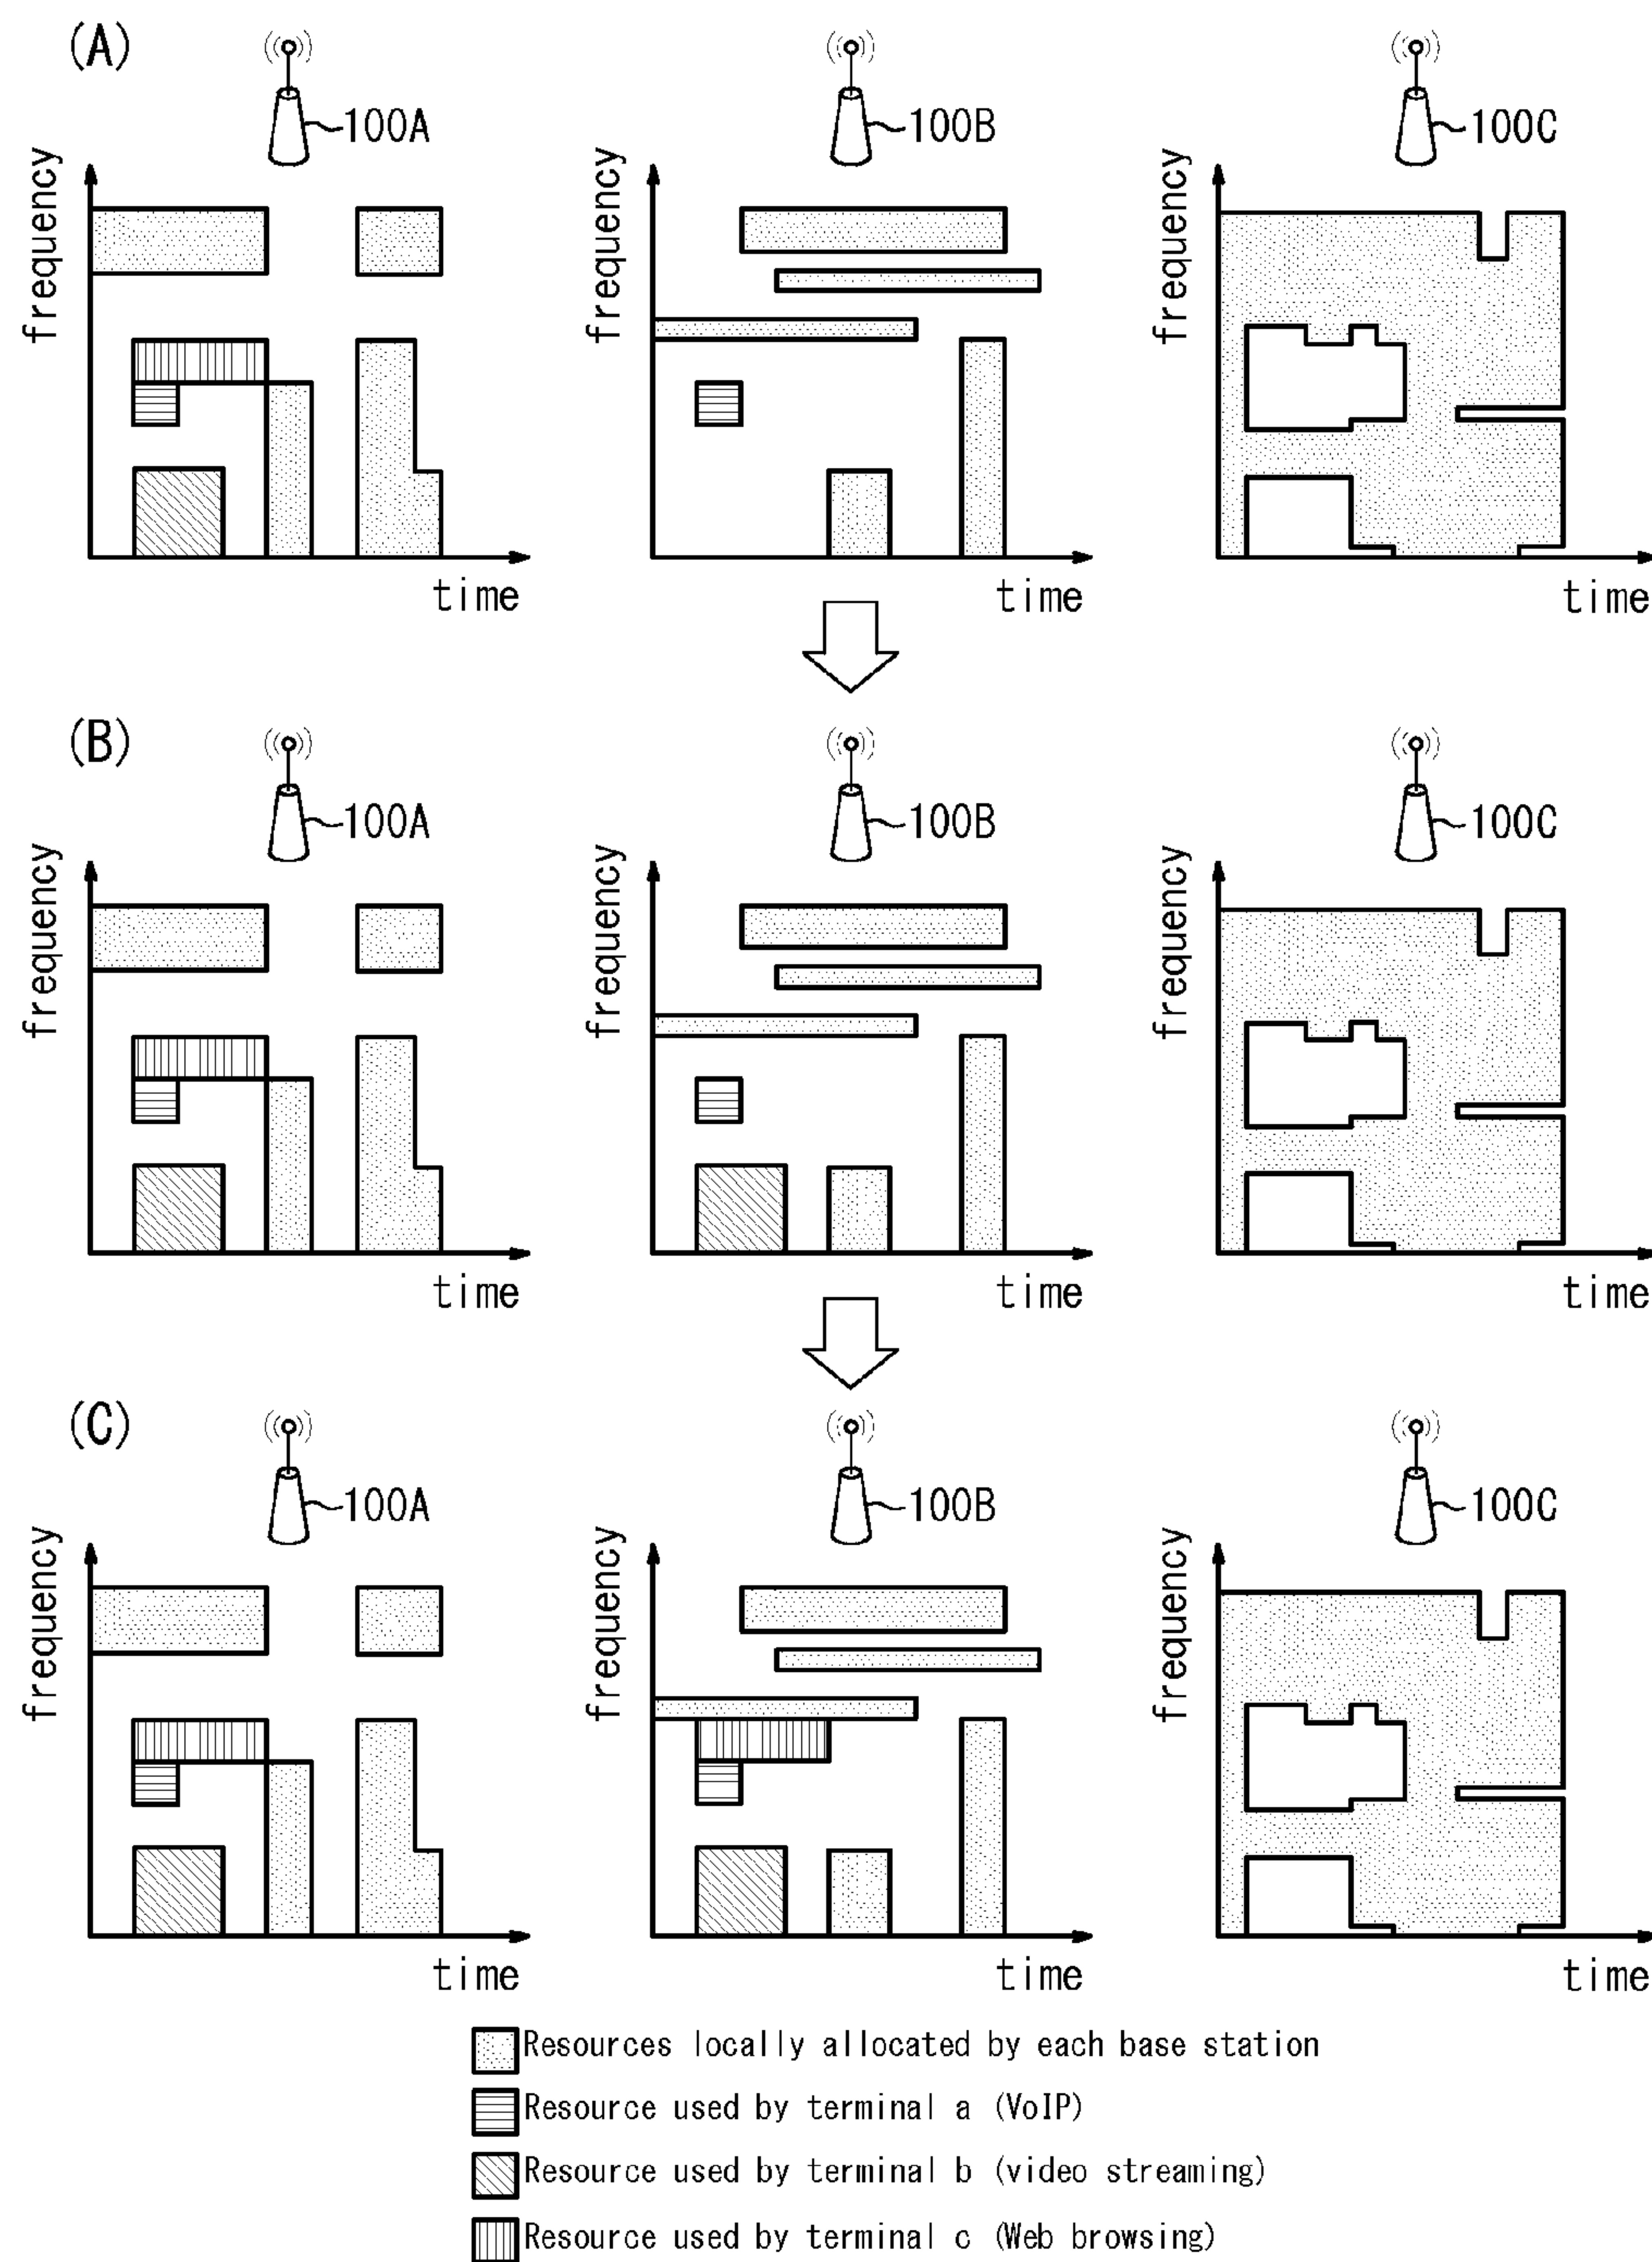 (A)
100A
100B
100C
frequency
frequency
frequency
time
time
time
(B)
100A
100B
100C
frequency
frequency
frequency
time
time
time
(C)
100A
100B
100C
frequency
frequency
frequency
time
time
time
Resources locally allocated by each base station
Resource used by terminal a (VoIP)
Resource used by terminal b (video streaming)
Resource used by terminal c (Web browsing)